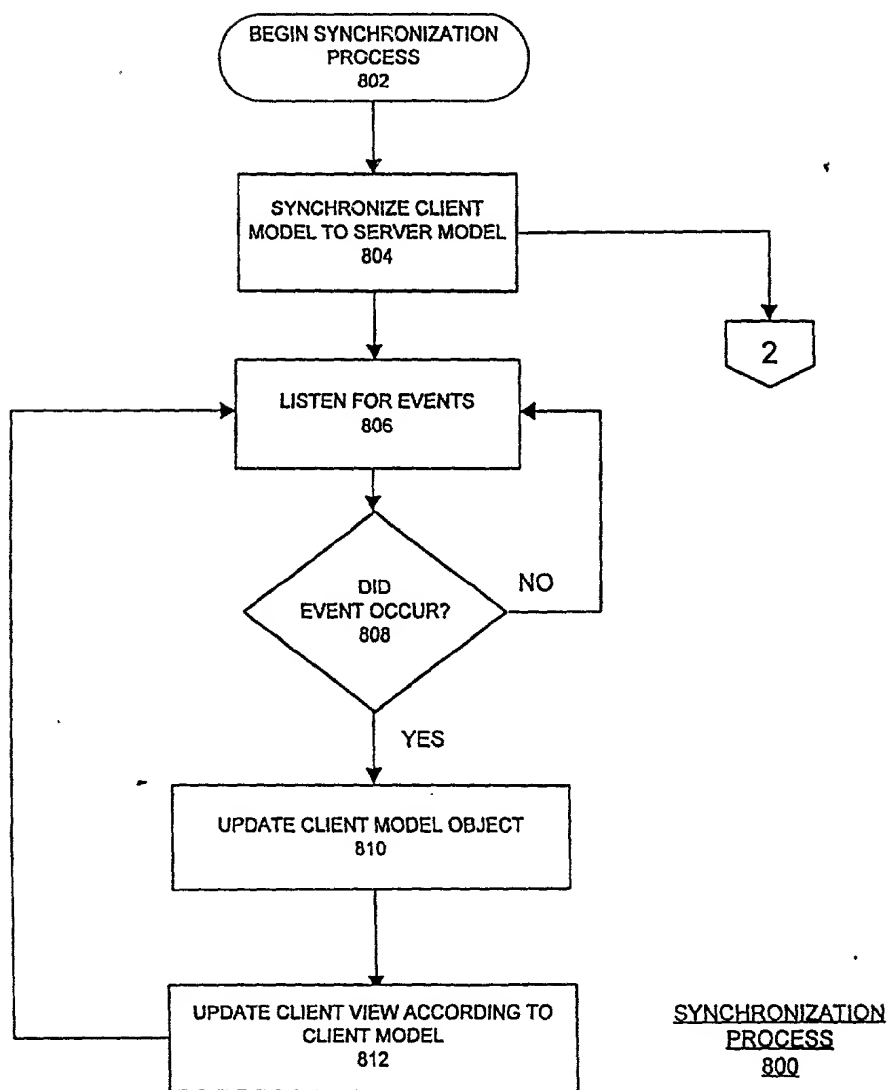 BEGIN SYNCHRONIZATION
PROCESS
802
SYNCHRONIZE CLIENT
MODEL TO SERVER MODEL
804
2
LISTEN FOR EVENTS
806
DID
EVENT OCCUR?
808
NO
YES
UPDATE CLIENT MODEL OBJECT
810
UPDATE CLIENT VIEW ACCORDING TO
CLIENT MODEL
812
SYNCHRONIZATION
PROCESS
800